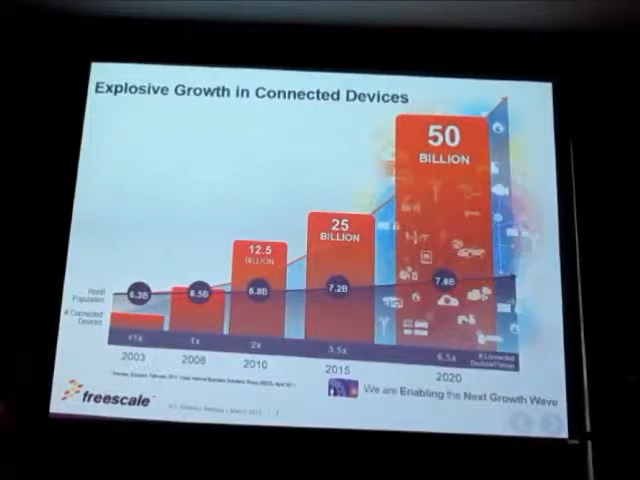 Explosive Growth in Connected Devices
50
BILLION
25
BILLION
12.5
BILLION
World
Population
6.3B
6.5B
6.8B
7.2B
7.6B
# Connected
Devices
<1x
1x
2x
3.5x
6.5x
# Connected
2003
2008
2010
2015
2020
We are Enabling the Next Growth Wave
freescale